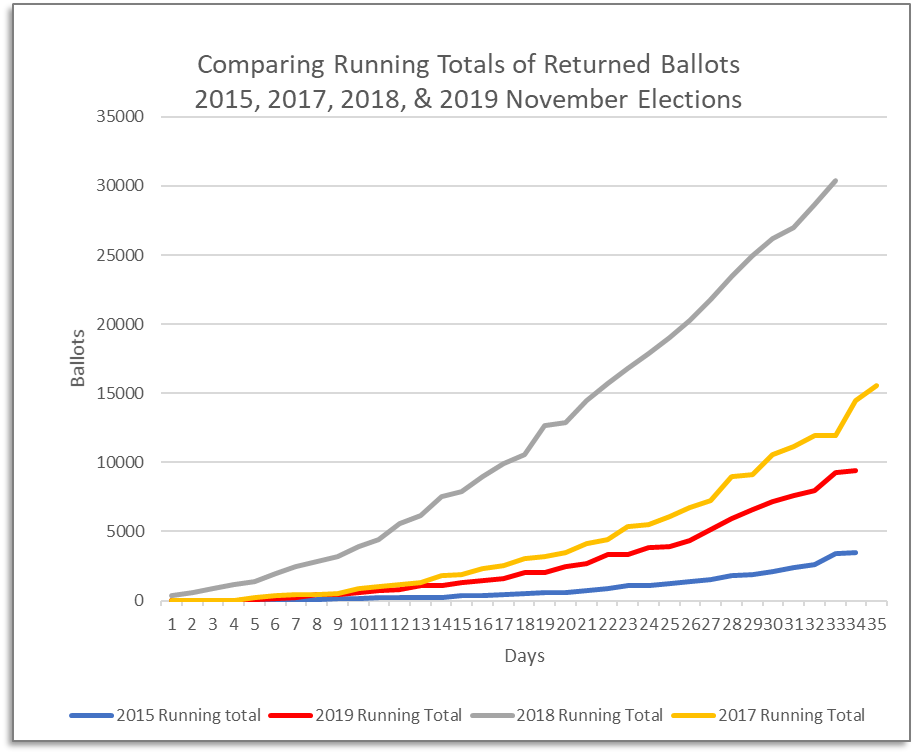 Comparing Running Totals of Returned Ballots
2015, 2017, 2018, & 2019 November Elections
35000
30000
25000
20000
15000
10000
5000
0
Ballots
1 2 3 4 5 6 7 8 9 10 11 12 13 14 15 16 17 18 19 20 21 22 23 24 25 26 27 28 29 30 31 32 33 34 35
Days
2015 Running total 2019 Running Total 2018 Running Total 2017 Running Total